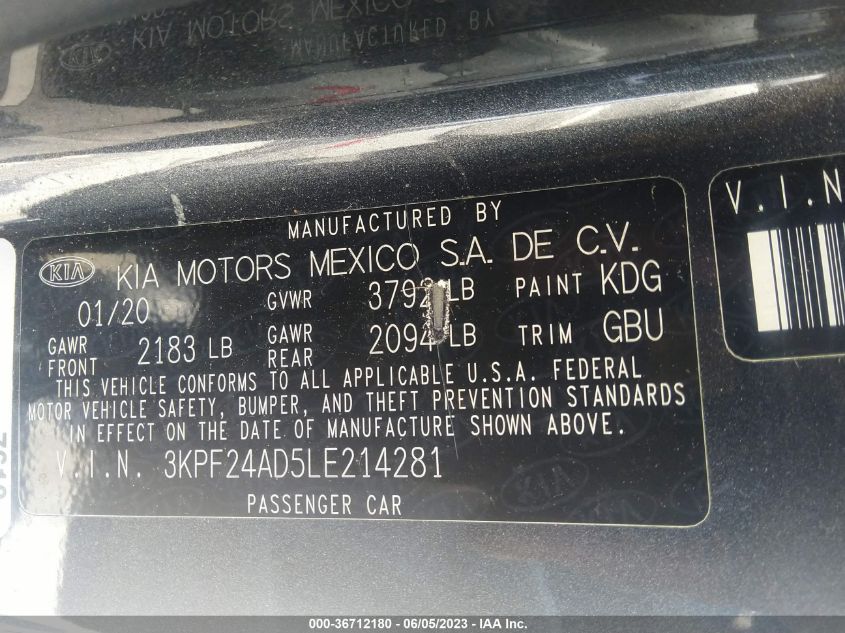 MANUFACTURED BY
KIA KIA MOTORS MEXICO S.A. DE C.V.
01/20 GVWR LB PAINT KDG
GAWR FRONT 2183 LB GAWR REAR 2094 LB TRIM GBU
THIS VEHICLE CONFORMS TO ALL APPLICABLE U.S.A. FEDERAL
MOTOR VEHICLE SAFETY, BUMPER, AND THEFT PREVENTION STANDARDS
IN EFFECT ON THE DATE OF MANUFACTURE SHOWN ABOVE.
V.I.N. 3KPF24AD5LE214281
PASSENGER CAR
V.I.N
000-36712180 - 06/05/2023 - IAA Inc.